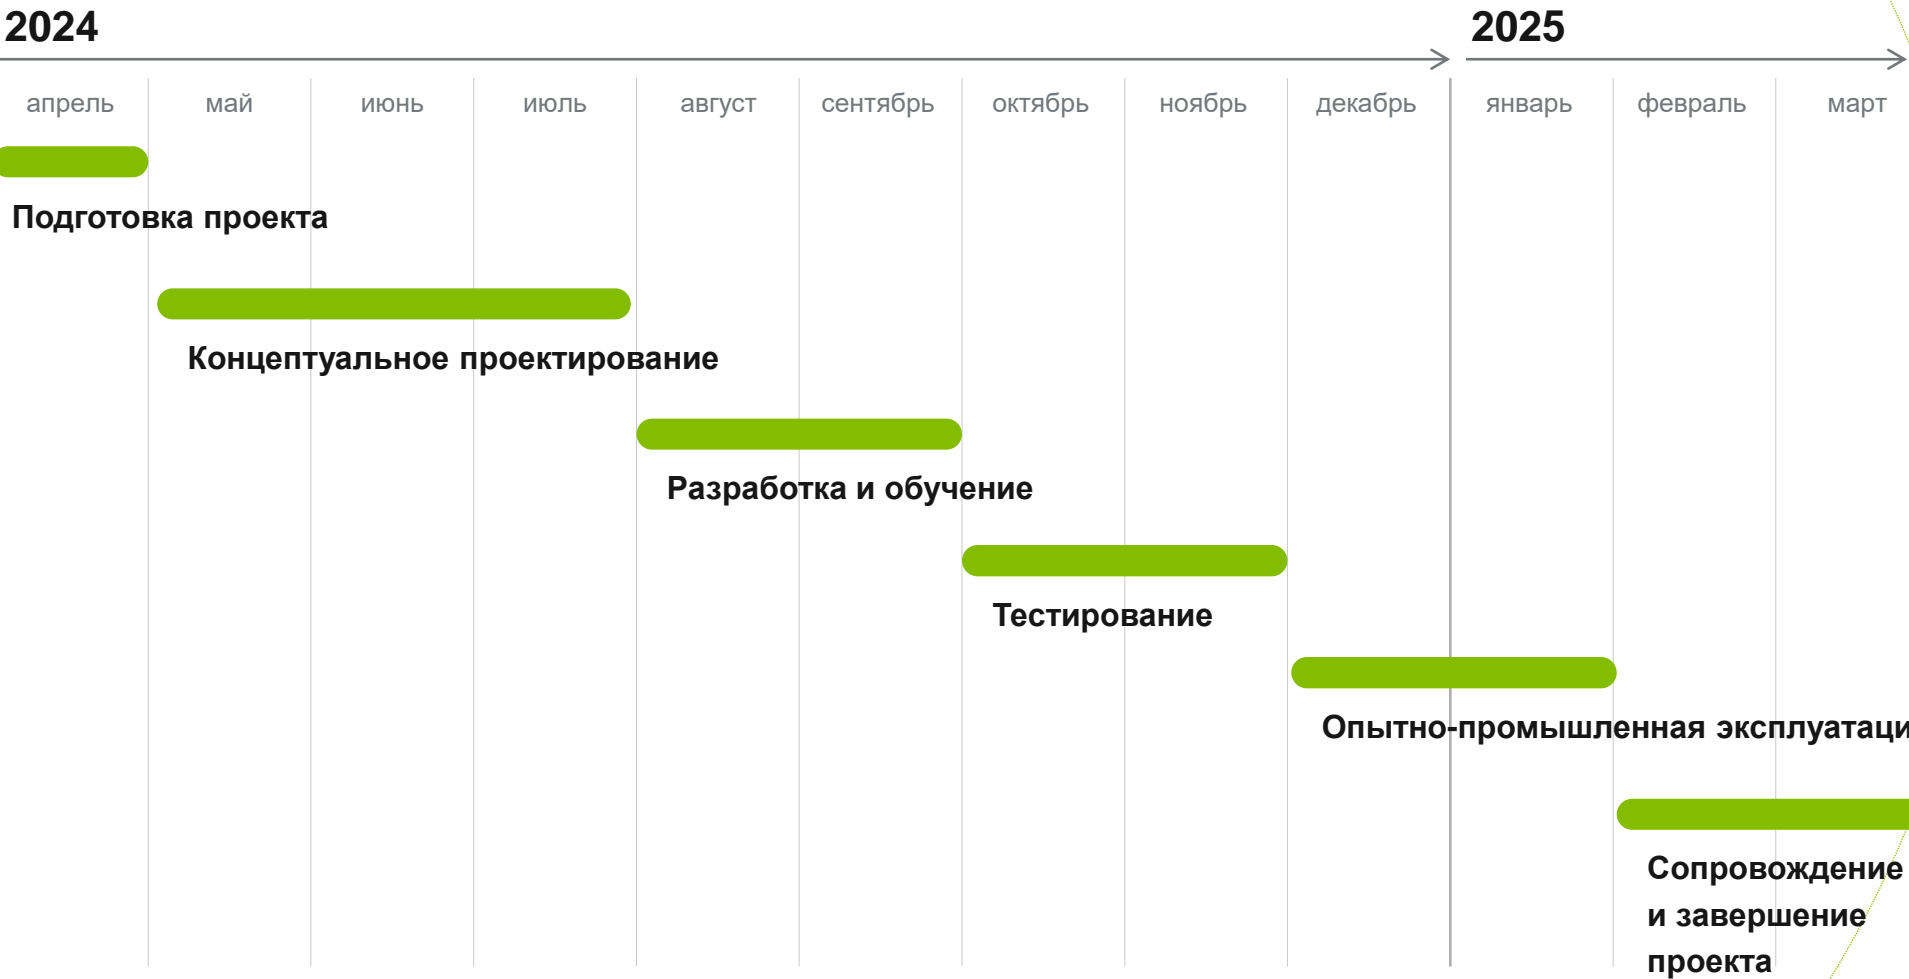 2024 2025
апрель май июнь июль август сентябрь октябрь ноябрь декабрь январь февраль март
Подготовка проекта
Концептуальное проектирование
Разработка и обучение
Тестирование
Опытно-промышленная эксплуатаци
Сопровождение
и завершение
проекта